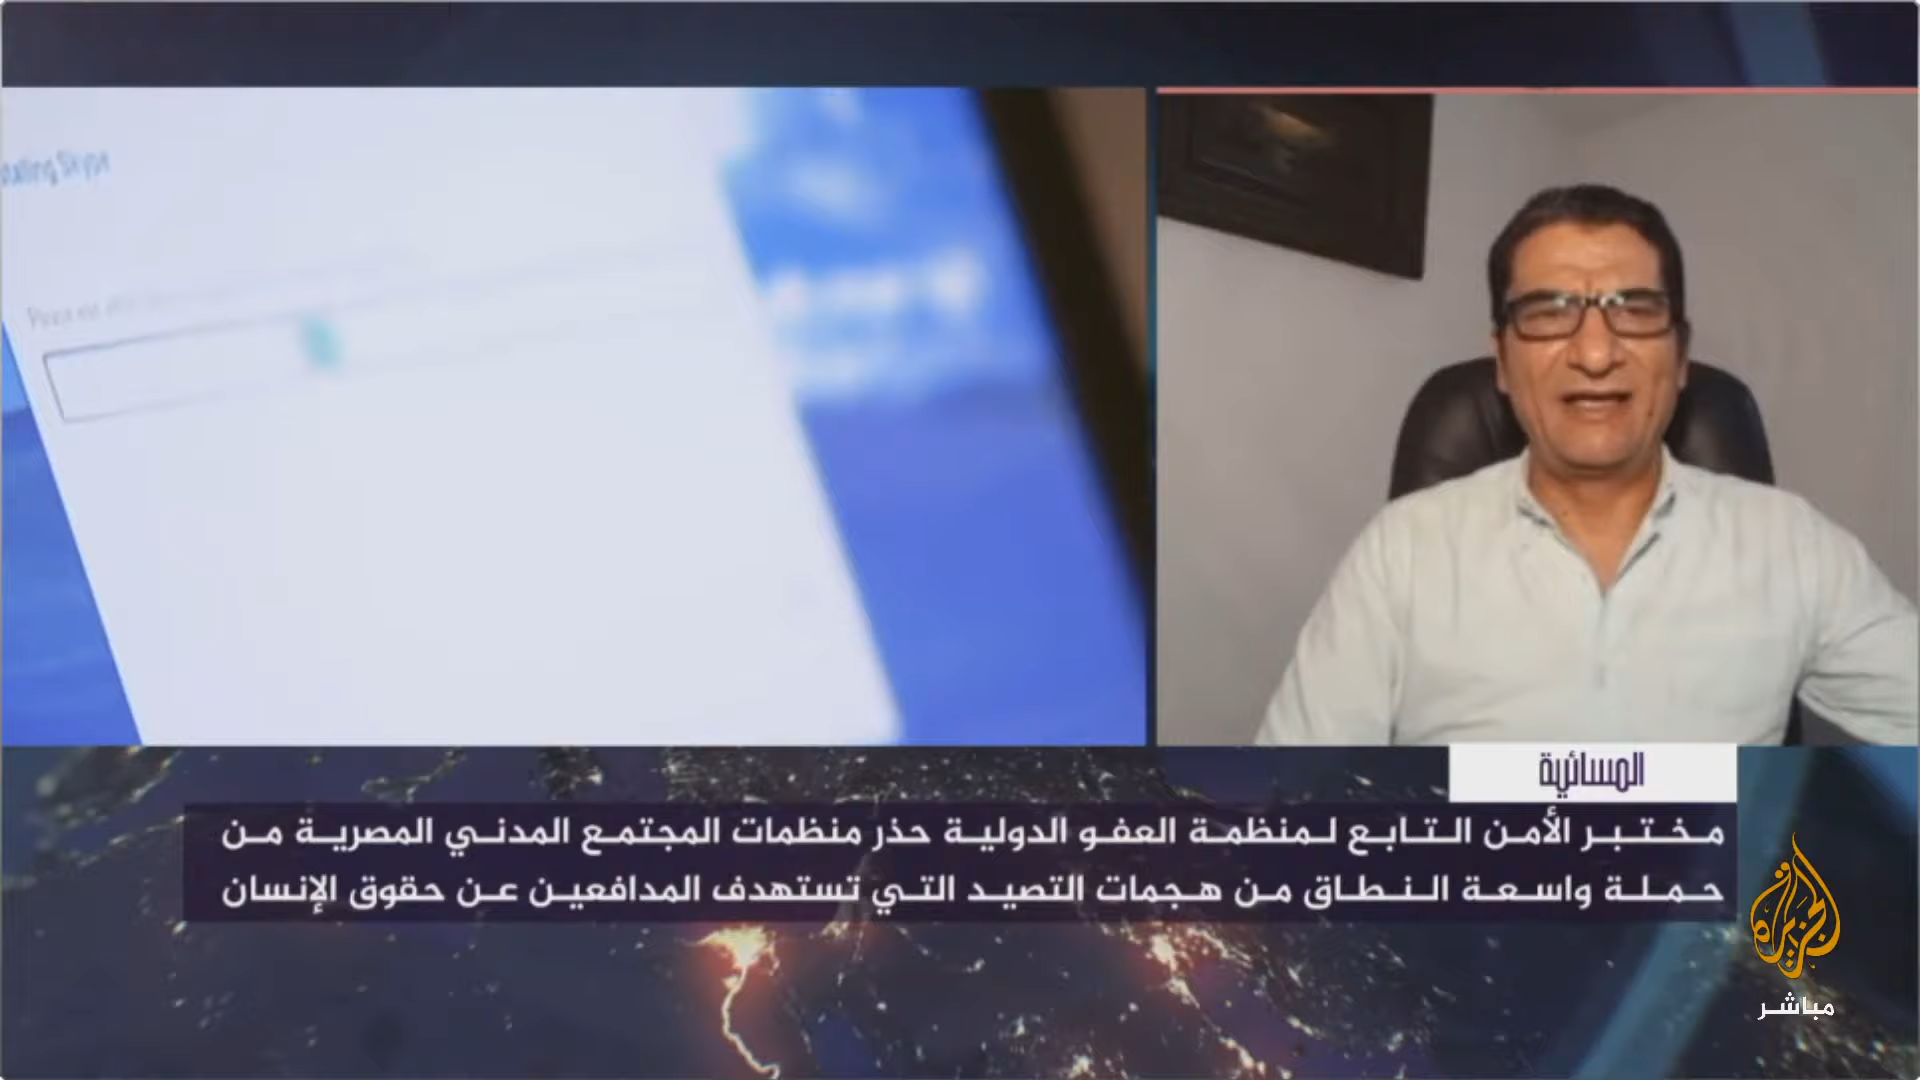 المسائية
مختبر الأمن التابع لمنظمة العفو الدولية حذر منظمات المجتمع المدني المصرية من
حملة واسعة النطاق من هجمات التصيد التي تستهدف المدافعين عن حقوق الإنسان
الجزيرة
مباشر